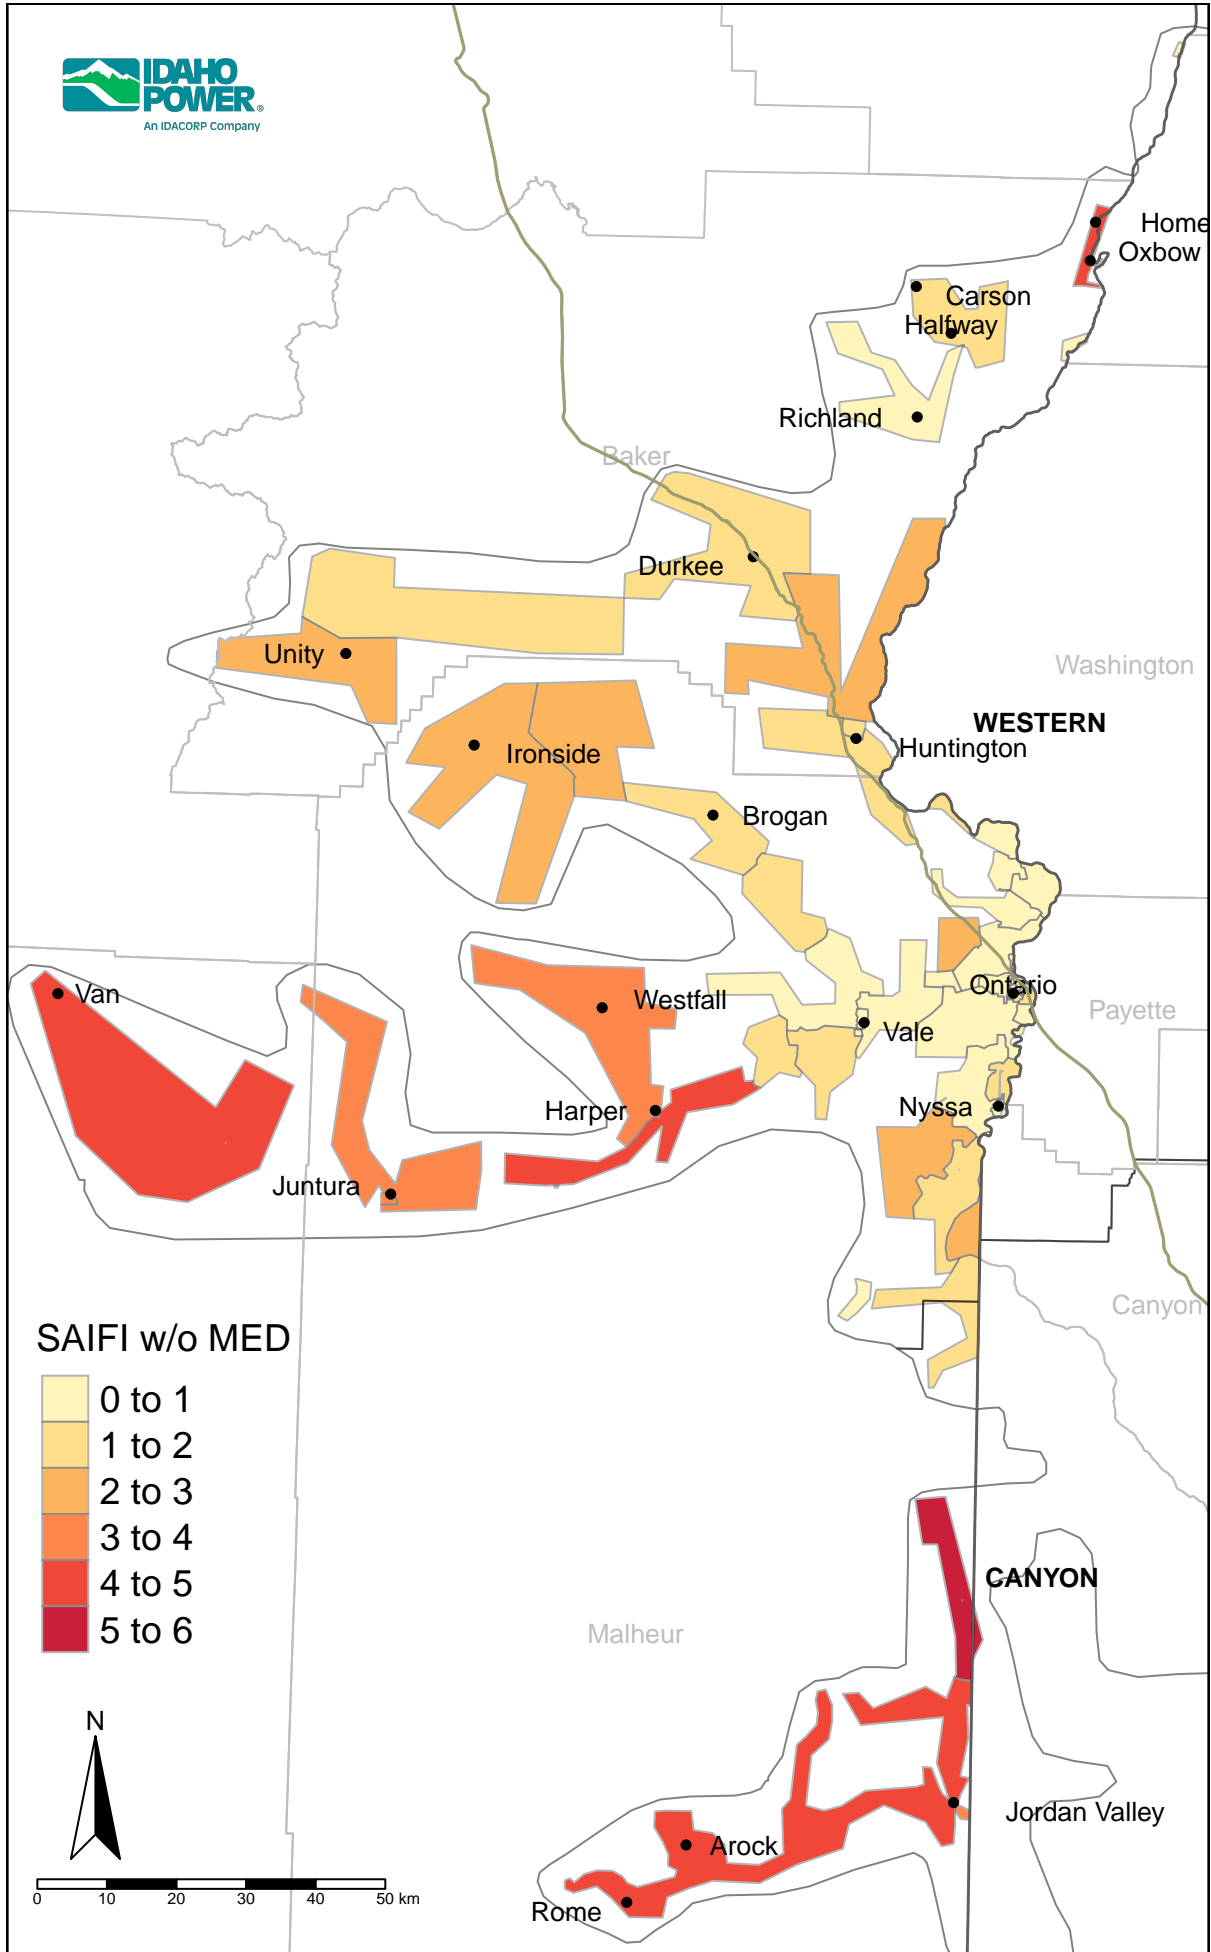 IDAHO
POWER®
An IDACORP Company
Home
Oxbow
Carson
Halfway
Richland
Baker
Durkee
Unity
Washington
WESTERN
Huntington
Ironside
Brogan
Van
Westfall
Ontario
Payette
Vale
Harper
Nyssa
Juntura
Canyon
SAIFI w/o MED
0 to 1
1 to 2
2 to 3
3 to 4
4 to 5
5 to 6
CANYON
Malheur
N
Jordan Valley
Arock
0 10 20 30 40 50 km
Rome